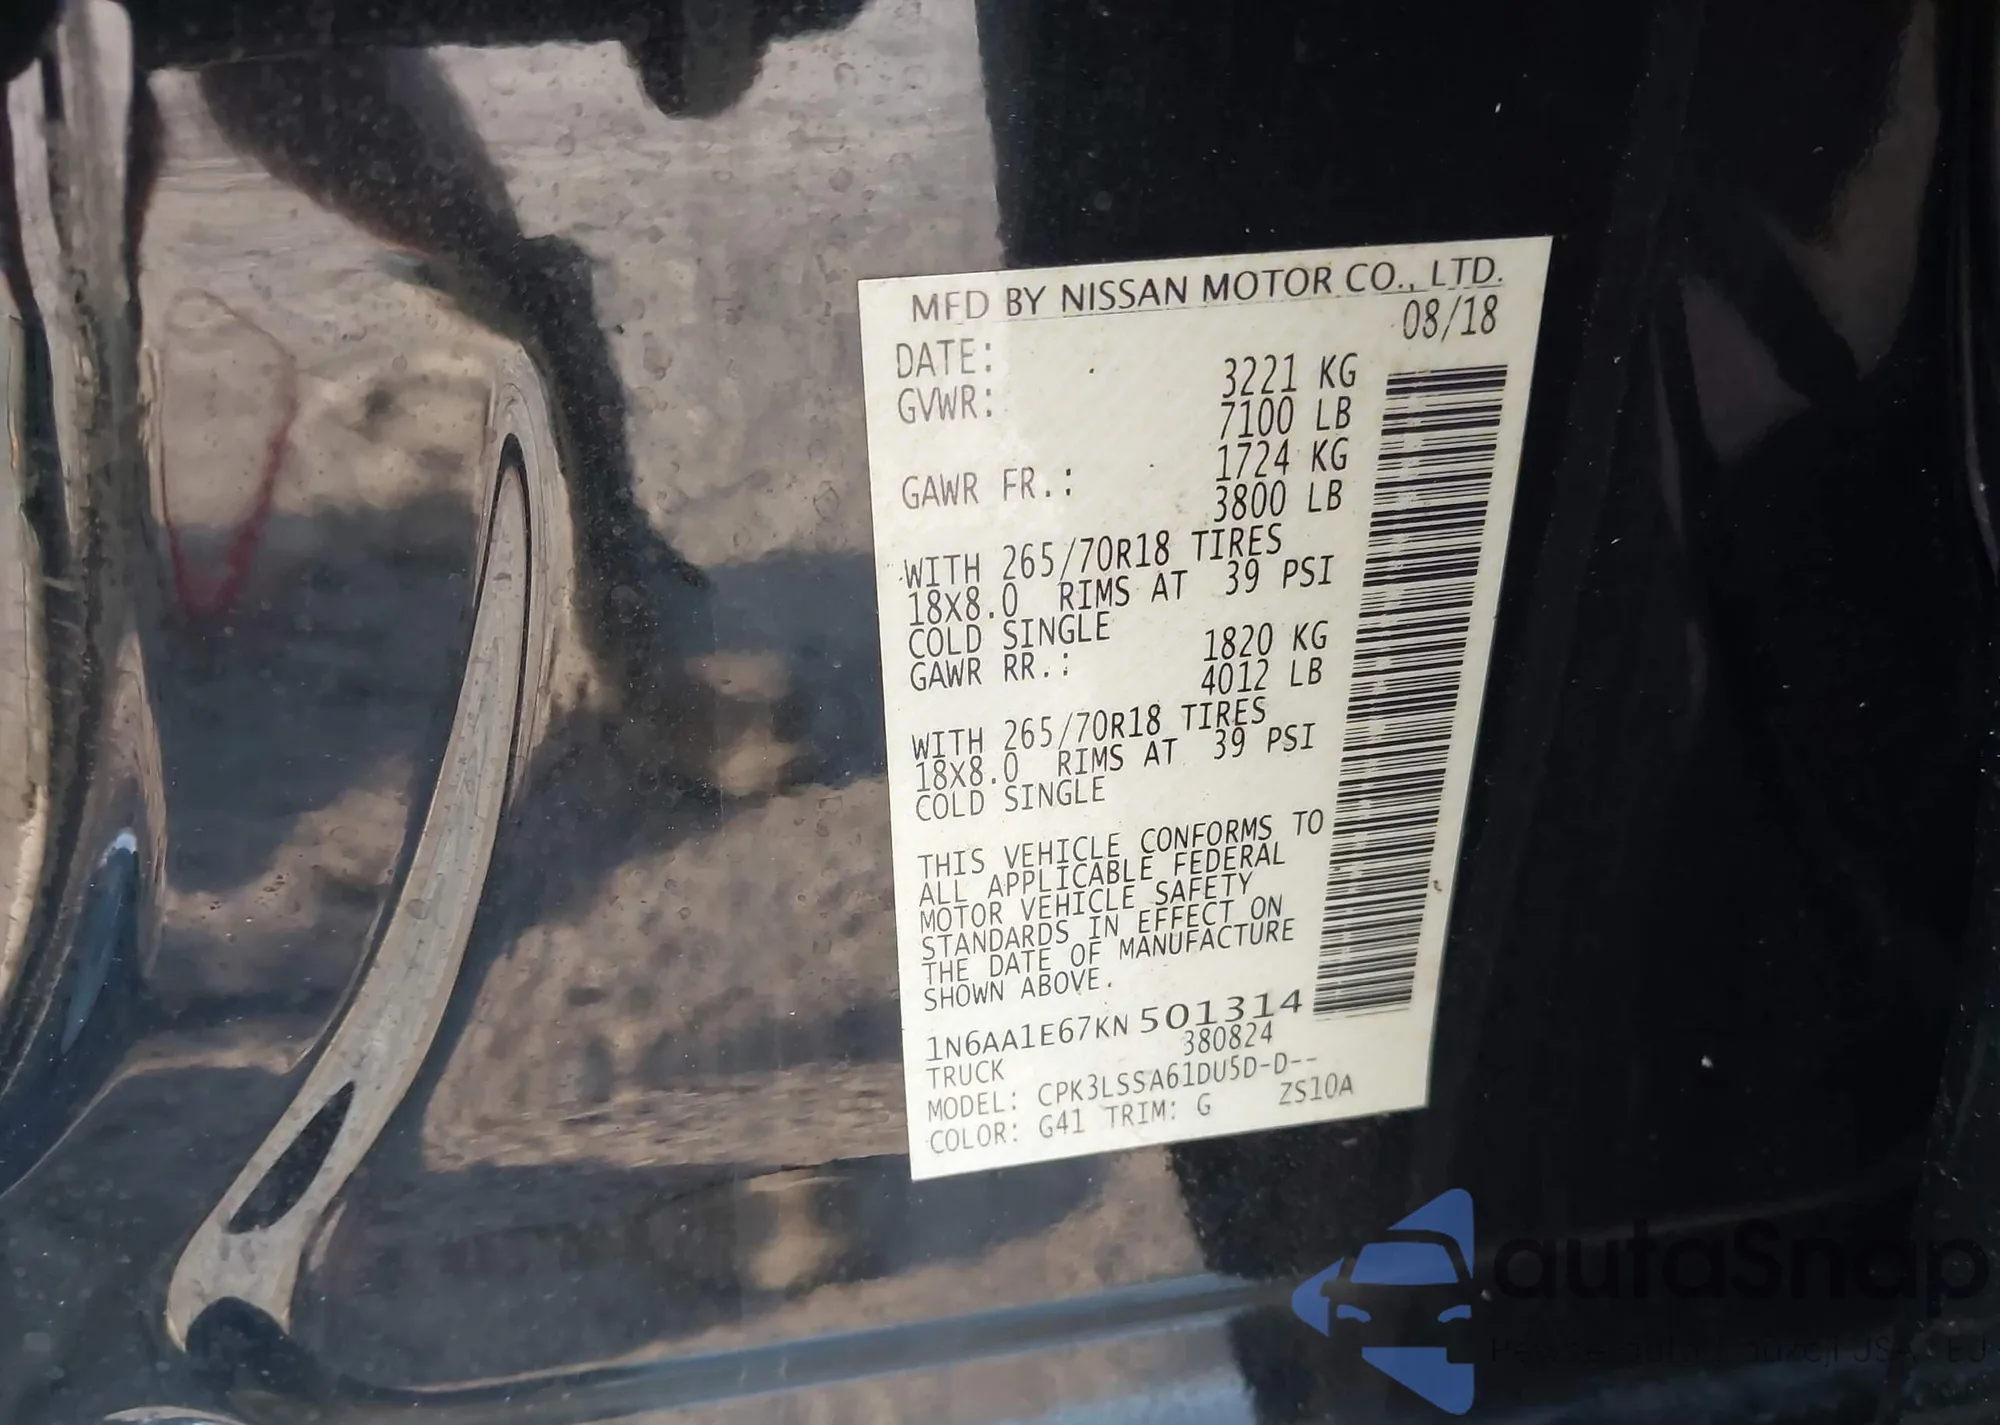 MFD BY NISSAN MOTOR CO., LTD.
DATE: 08/18
GVWR: 3221 KG
7100 LB
GAWR FR.: 1724 KG
3800 LB
WITH 265/70R18 TIRES
18X8.0 RIMS AT 39 PSI
COLD SINGLE
GAWR RR.: 1820 KG
4012 LB
WITH 265/70R18 TIRES
18X8.0 RIMS AT 39 PSI
COLD SINGLE
THIS VEHICLE CONFORMS TO
ALL APPLICABLE FEDERAL
MOTOR VEHICLE SAFETY
STANDARDS IN EFFECT ON
THE DATE OF MANUFACTURE
SHOWN ABOVE.
1N6AA1E67KN 501314
TRUCK 380824
MODEL: CPK3LSSA61DU5D-D--
COLOR: G41 TRIM: G ZS10A
autoSnap